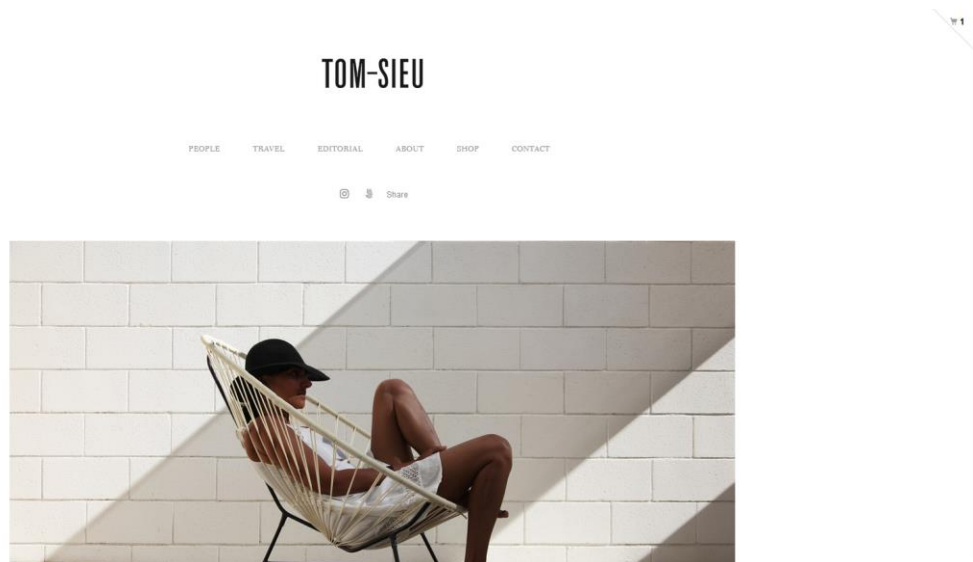 1
TOM–SIEU
PEOPLE TRAVEL EDITORIAL ABOUT SHOP CONTACT
Share